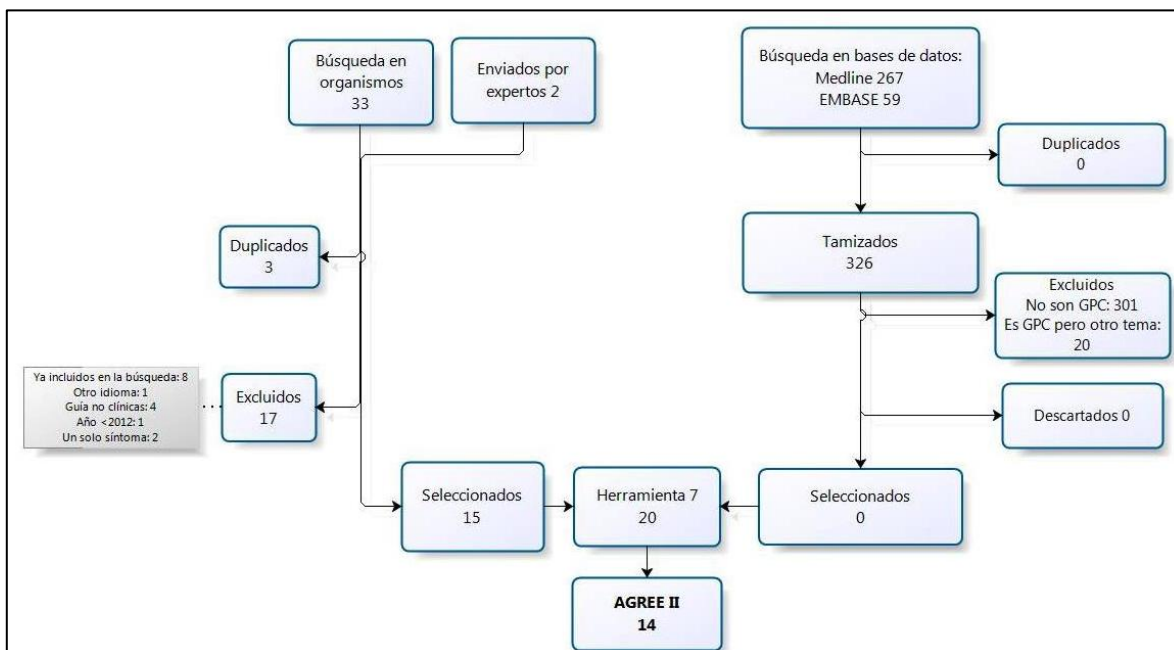 Búsqueda en
organismos
33
Enviados por
expertos 2
Búsqueda en bases de datos:
Medline 267
EMBASE 59
Duplicados
0
Duplicados
3
Tamizados
326
Excluidos
No son GPC: 301
Es GPC pero otro tema:
20
Ya incluidos en la búsqueda: 8
Otro idioma: 1
Guía no clínicas: 4
Año <2012: 1
Un solo síntoma: 2
Excluidos
17
Descartados 0
Seleccionados
15
Herramienta 7
20
Seleccionados
0
AGREE II
14